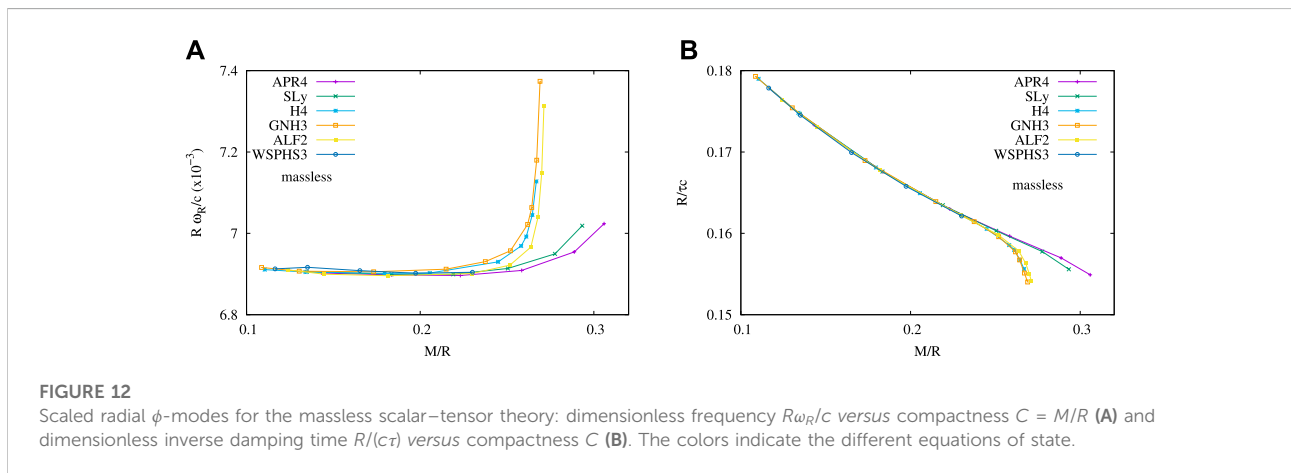 A
B
7.4
7.2
7
6.8
0.1
0.2
0.3
R ω_R/c (x10⁻³)
M/R
APR4
SLy
H4
GNH3
ALF2
WSPHS3
massless
0.18
0.17
0.16
0.15
0.1
0.2
0.3
R/τc
M/R
APR4
SLy
H4
GNH3
ALF2
WSPHS3
massless
FIGURE 12
Scaled radial ϕ-modes for the massless scalar–tensor theory: dimensionless frequency Rω_R/c versus compactness C = M/R (A) and
dimensionless inverse damping time R/(cτ) versus compactness C (B). The colors indicate the different equations of state.